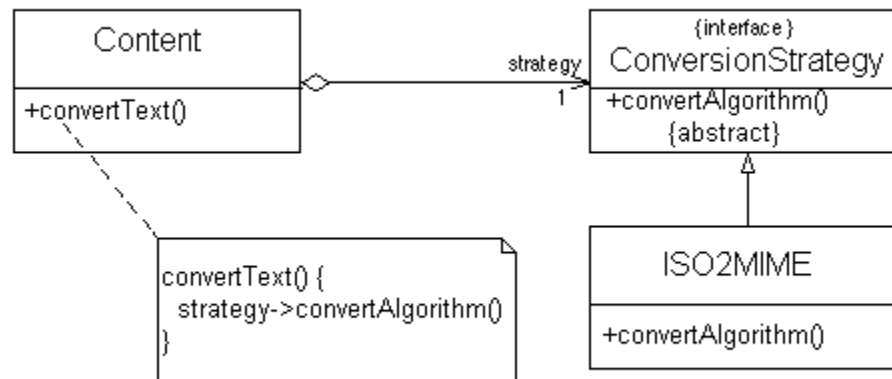 Content
+convertText()
strategy
1
{interface}
ConversionStrategy
+convertAlgorithm()
{abstract}
convertText() {
strategy->convertAlgorithm()
}
ISO2MIME
+convertAlgorithm()